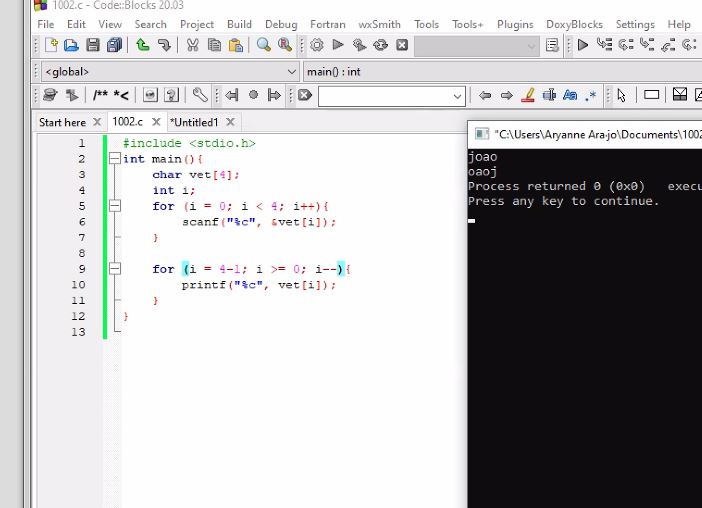 1002.c - Code::Blocks 20.03
File Edit View Search Project Build Debug Fortran wxSmith Tools Tools+ Plugins DoxyBlocks Settings Help
<global>
main() : int
/** *<
Start here X 1002.c X *Untitled1 X
1 #include <stdio.h>
2 int main(){
3 char vet[4];
4 int i;
5 for (i = 0; i < 4; i++){
6 scanf("%c", &vet[i]);
7 }
8
9 for (i = 4-1; i >= 0; i--){
10 printf("%c", vet[i]);
11 }
12 }
13
"C:\Users\Aryanne Ara·jo\Documents\1002
joao
oaoj
Process returned 0 (0x0) execu
Press any key to continue.